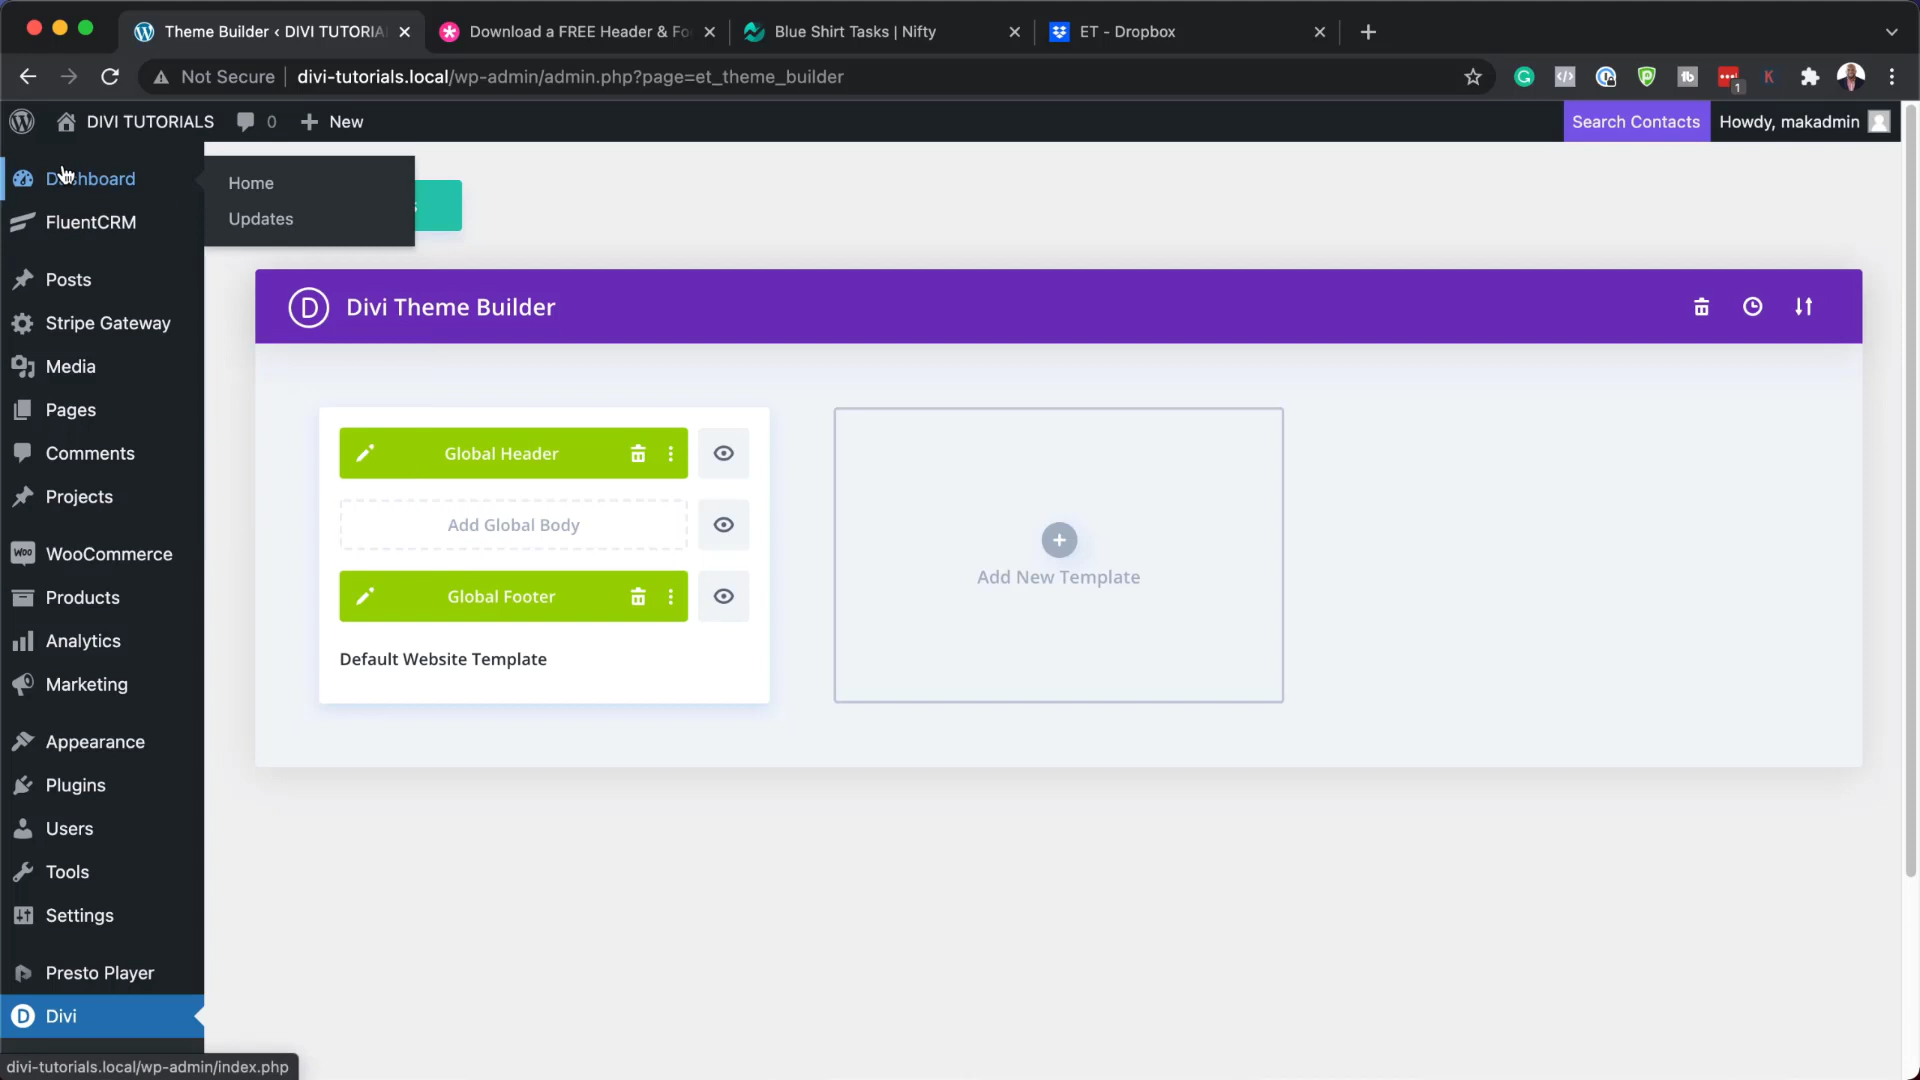 Theme Builder ‹ DIVI TUTORIA
Download a FREE Header & Fo
Blue Shirt Tasks | Nifty
ET - Dropbox
Not Secure
divi-tutorials.local/wp-admin/admin.php?page=et_theme_builder
1
DIVI TUTORIALS
0
New
Search Contacts
Howdy, makadmin
Dashboard
Home
Updates
FluentCRM
Posts
Stripe Gateway
Media
Pages
Comments
Projects
WooCommerce
Products
Analytics
Marketing
Appearance
Plugins
Users
Tools
Settings
Presto Player
Divi
Divi Theme Builder
Global Header
Add Global Body
Global Footer
Default Website Template
Add New Template
divi-tutorials.local/wp-admin/index.php